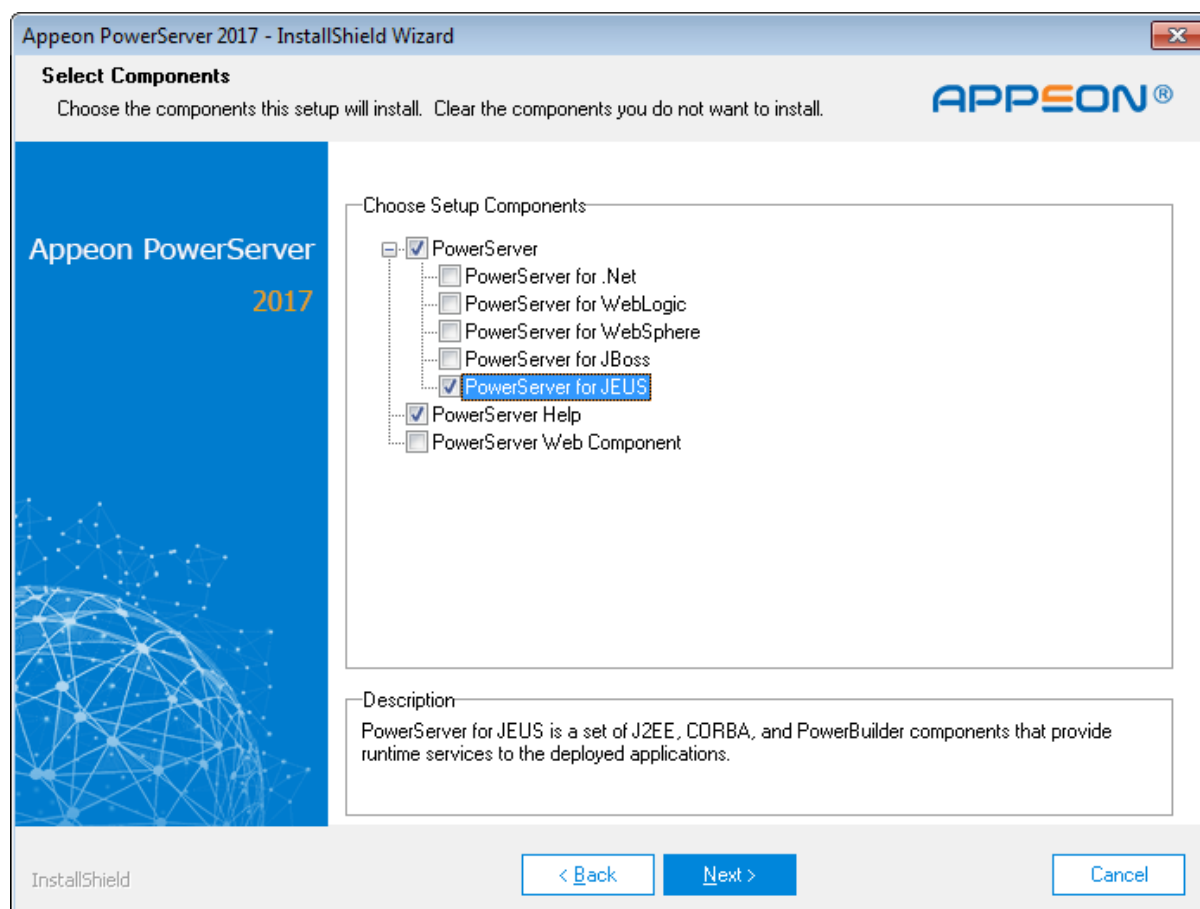 Appeon PowerServer 2017 - InstallShield Wizard
Select Components
Choose the components this setup will install. Clear the components you do not want to install.
APPEON®
Appeon PowerServer
2017
Choose Setup Components
PowerServer
PowerServer for .Net
PowerServer for WebLogic
PowerServer for WebSphere
PowerServer for JBoss
PowerServer for JEUS
PowerServer Help
PowerServer Web Component
Description
PowerServer for JEUS is a set of J2EE, CORBA, and PowerBuilder components that provide
runtime services to the deployed applications.
InstallShield
< Back
Next >
Cancel